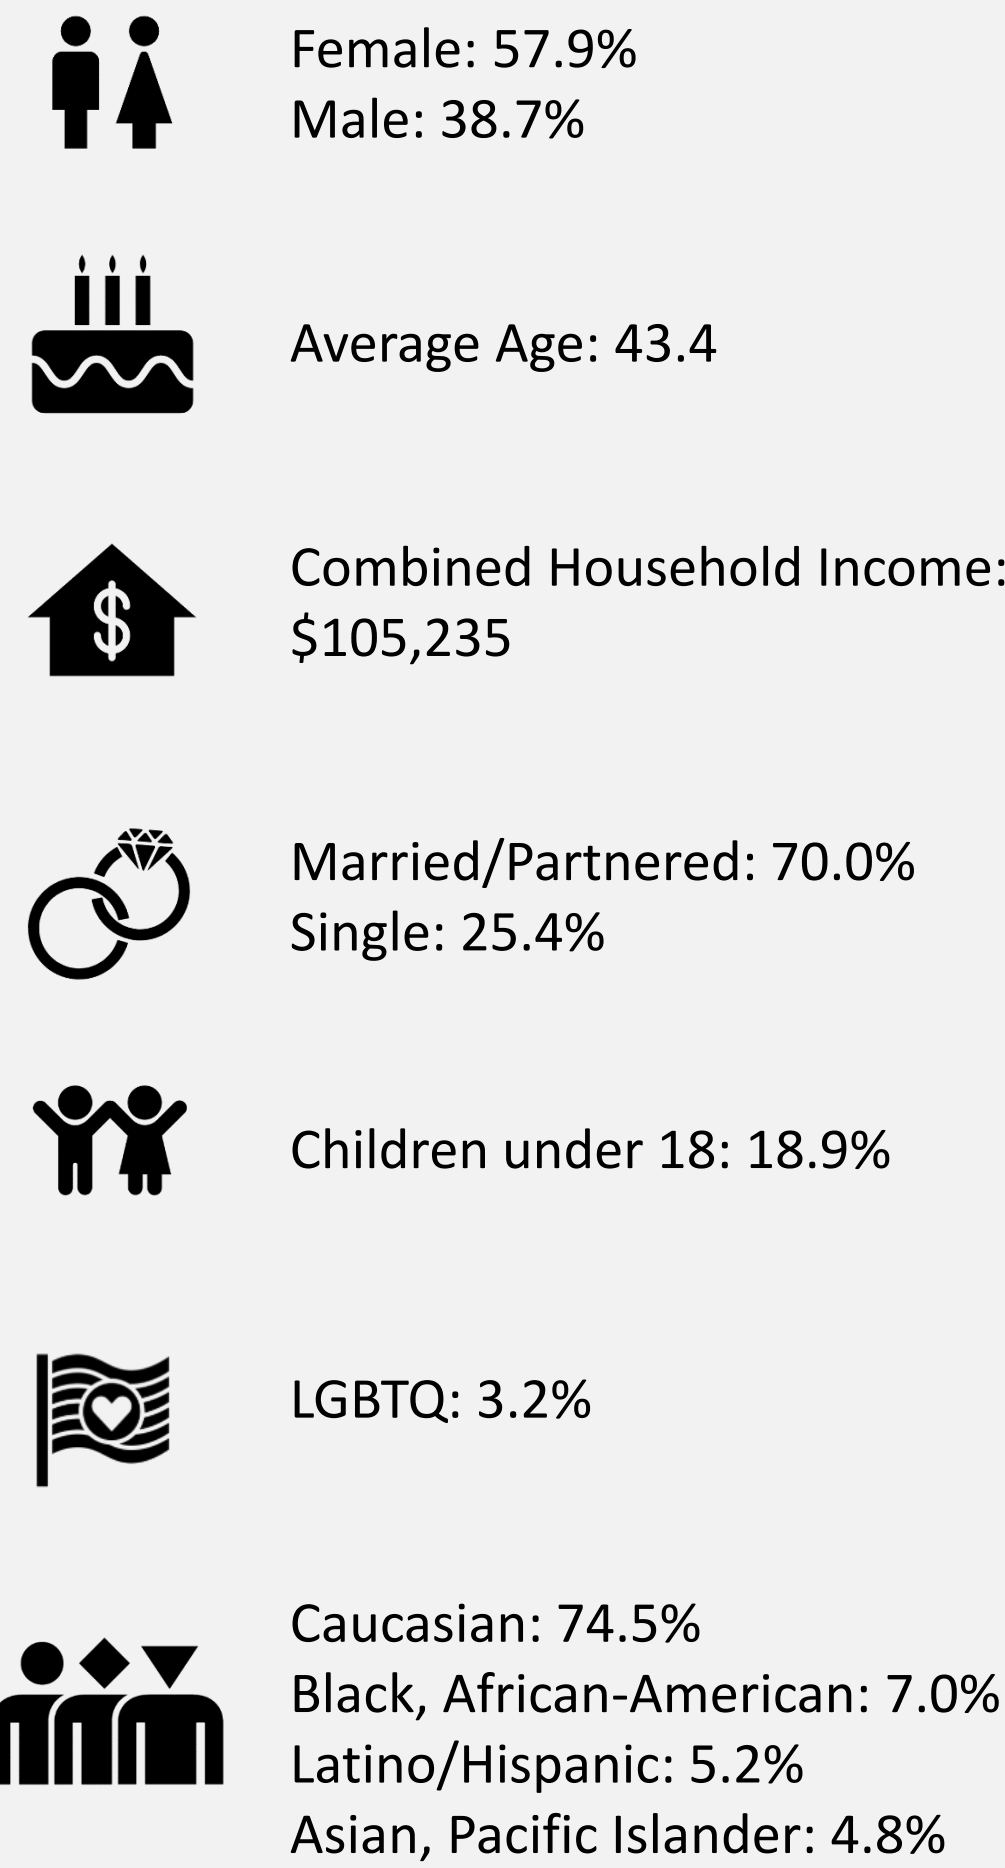 Female: 57.9%
Male: 38.7%
Average Age: 43.4
Combined Household Income:
$105,235
$
Married/Partnered: 70.0%
Single: 25.4%
Children under 18: 18.9%
LGBTQ: 3.2%
Caucasian: 74.5%
Black, African-American: 7.0%
Latino/Hispanic: 5.2%
Asian, Pacific Islander: 4.8%